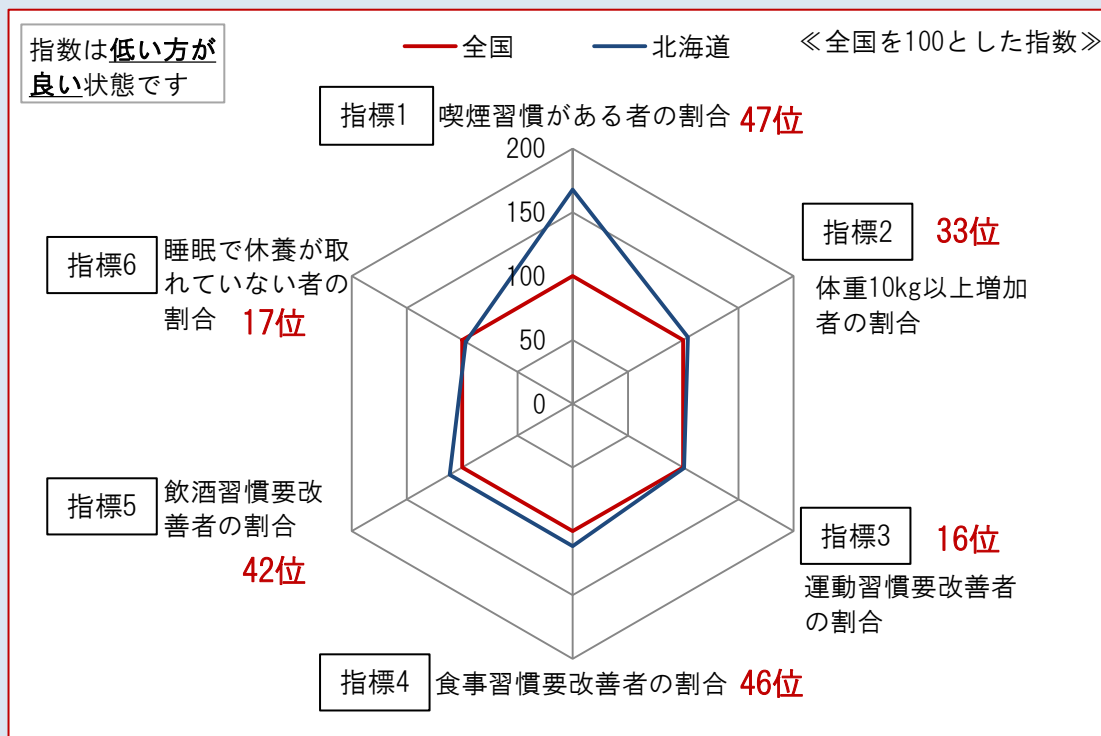 指数は低い方が
良い状態です
全国
北海道
≪全国を100とした指数≫
指標1
喫煙習慣がある者の割合
47位
200
150
100
50
0
指標2
33位
体重10kg以上増加
者の割合
指標3
16位
運動習慣要改善者
の割合
指標4
食事習慣要改善者の割合
46位
指標5
飲酒習慣要改
善者の割合
42位
指標6
睡眠で休養が取
れていない者の
割合
17位